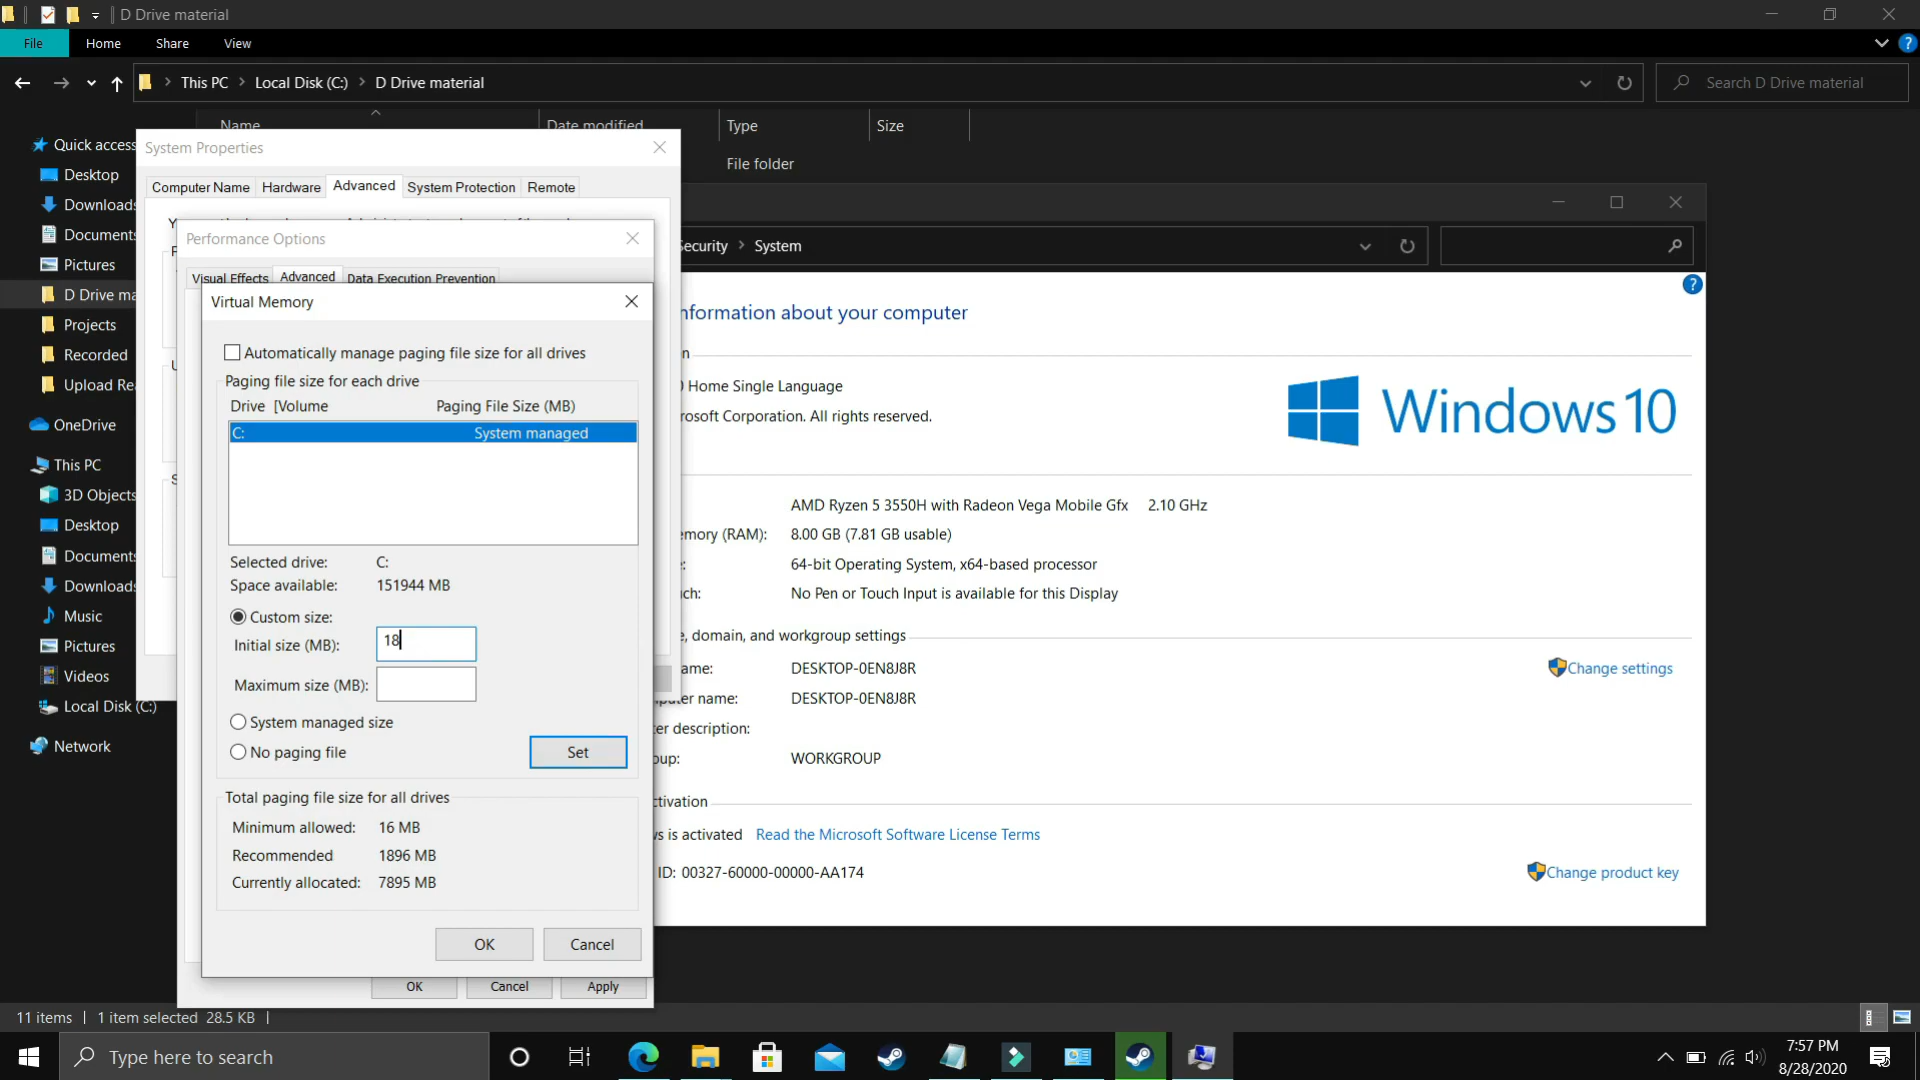 D Drive material
File Home Share View
This PC > Local Disk (C:) > D Drive material
Search D Drive material
Name Date modified Type Size
File folder
Quick access
Desktop
Downloads
Documents
Pictures
D Drive ma
Projects
Recorded
Upload Rea
OneDrive
This PC
3D Objects
Desktop
Documents
Downloads
Music
Pictures
Videos
Local Disk (C:)
Network
System Properties
Computer Name Hardware Advanced System Protection Remote
Performance Options
Visual Effects Advanced Data Execution Prevention
Virtual Memory
Automatically manage paging file size for all drives
Paging file size for each drive
Drive [Volume Paging File Size (MB)
C: System managed
Selected drive: C:
Space available: 151944 MB
Custom size:
Initial size (MB): 18
Maximum size (MB):
System managed size
No paging file
Set
Total paging file size for all drives
Minimum allowed: 16 MB
Recommended 1896 MB
Currently allocated: 7895 MB
OK Cancel
OK Cancel Apply
Security > System
nformation about your computer
n
0 Home Single Language
rosoft Corporation. All rights reserved.
Windows 10
AMD Ryzen 5 3550H with Radeon Vega Mobile Gfx 2.10 GHz
emory (RAM): 8.00 GB (7.81 GB usable)
e: 64-bit Operating System, x64-based processor
uch: No Pen or Touch Input is available for this Display
e, domain, and workgroup settings
ame: DESKTOP-0EN8J8R
Change settings
puter name: DESKTOP-0EN8J8R
ter description:
oup: WORKGROUP
ctivation
ws is activated Read the Microsoft Software License Terms
ID: 00327-60000-00000-AA174
Change product key
11 items 1 item selected 28.5 KB
Type here to search
7:57 PM
8/28/2020